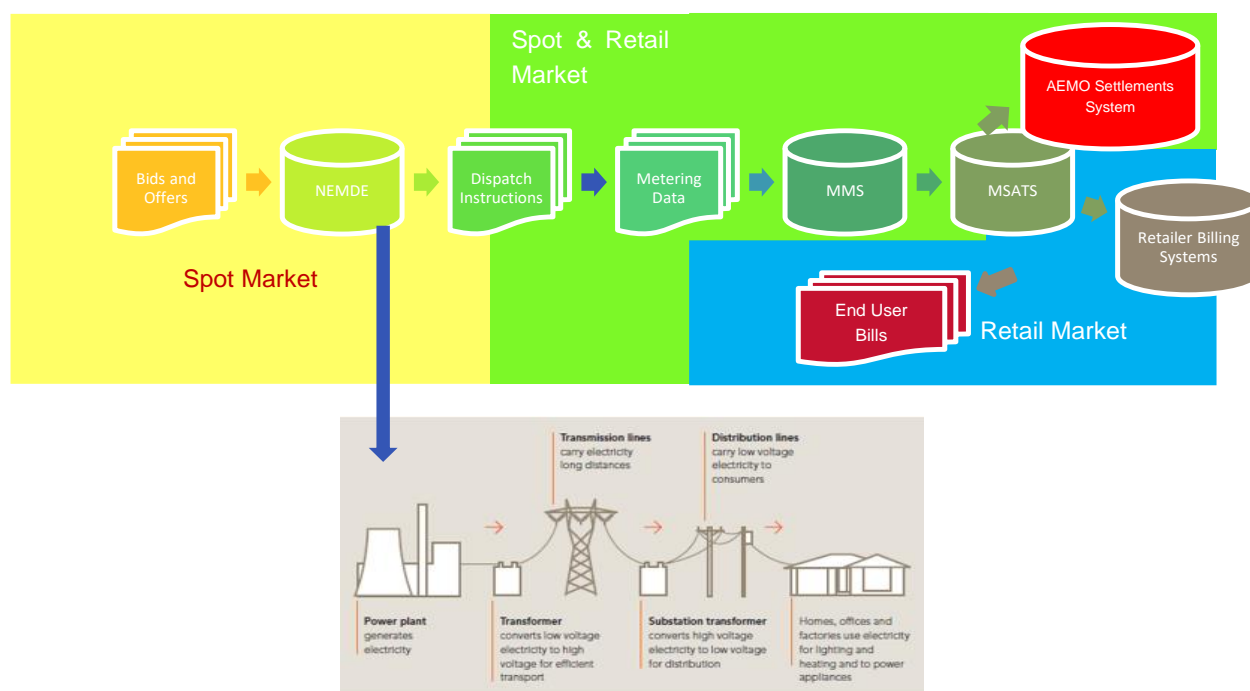 Spot & Retail
Market
AEMO Settlements
System
Bids and
Offers
NEMDE
Dispatch
Instructions
Metering
Data
MMS
MSATS
Retailer Billing
Systems
Spot Market
End User
Bills
Retail Market
Transmission lines
carry electricity
long distances
Distribution lines
carry low voltage
electricity to
consumers
Power plant
generates
electricity
Transformer
converts low voltage
electricity to high
voltage for efficient
transport
Substation transformer
converts high voltage
electricity to low voltage
for distribution
Homes, offices and
factories use electricity
for lighting and
heating and to power
appliances